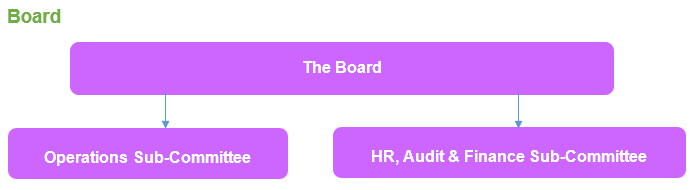 Board
The Board
Operations Sub-Committee
HR, Audit & Finance Sub-Committee